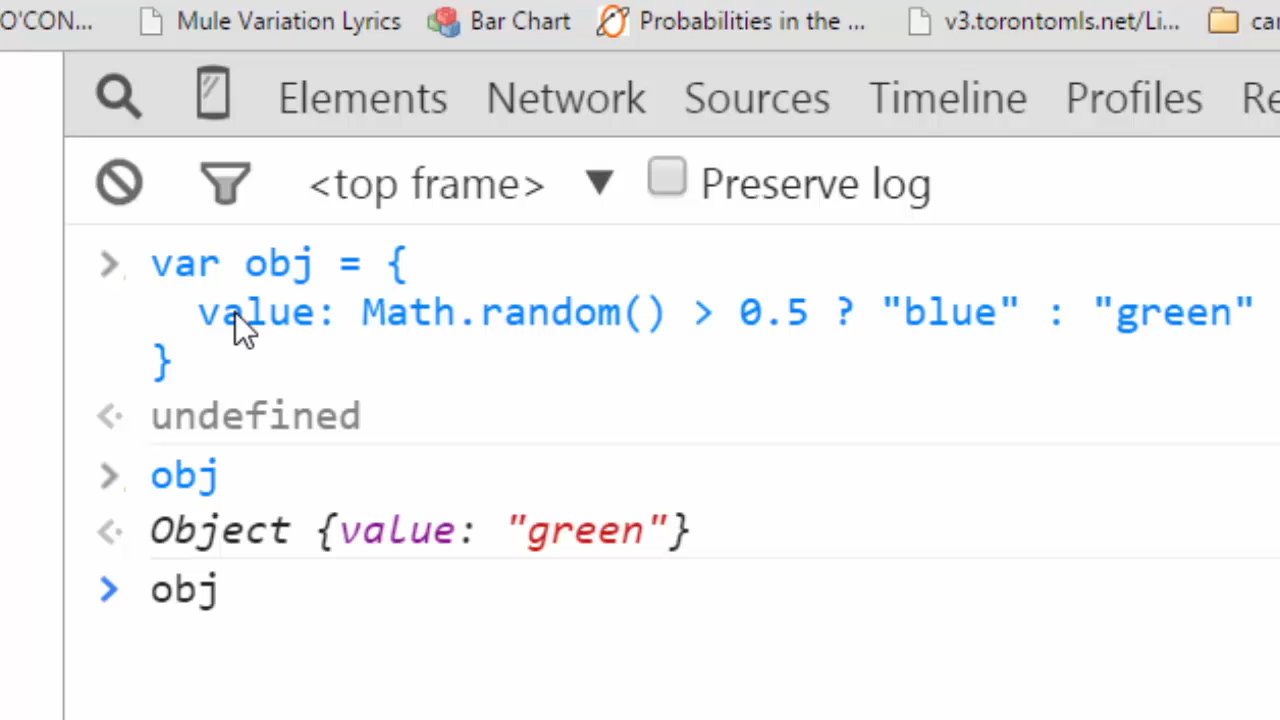 O'CON... Mule Variation Lyrics Bar Chart Probabilities in the ... v3.torontomls.net/Li... car
Elements Network Sources Timeline Profiles Re
<top frame> ▼ Preserve log
> var obj = {
value: Math.random() > 0.5 ? "blue" : "green"
}
undefined
> obj
Object {value: "green"}
> obj